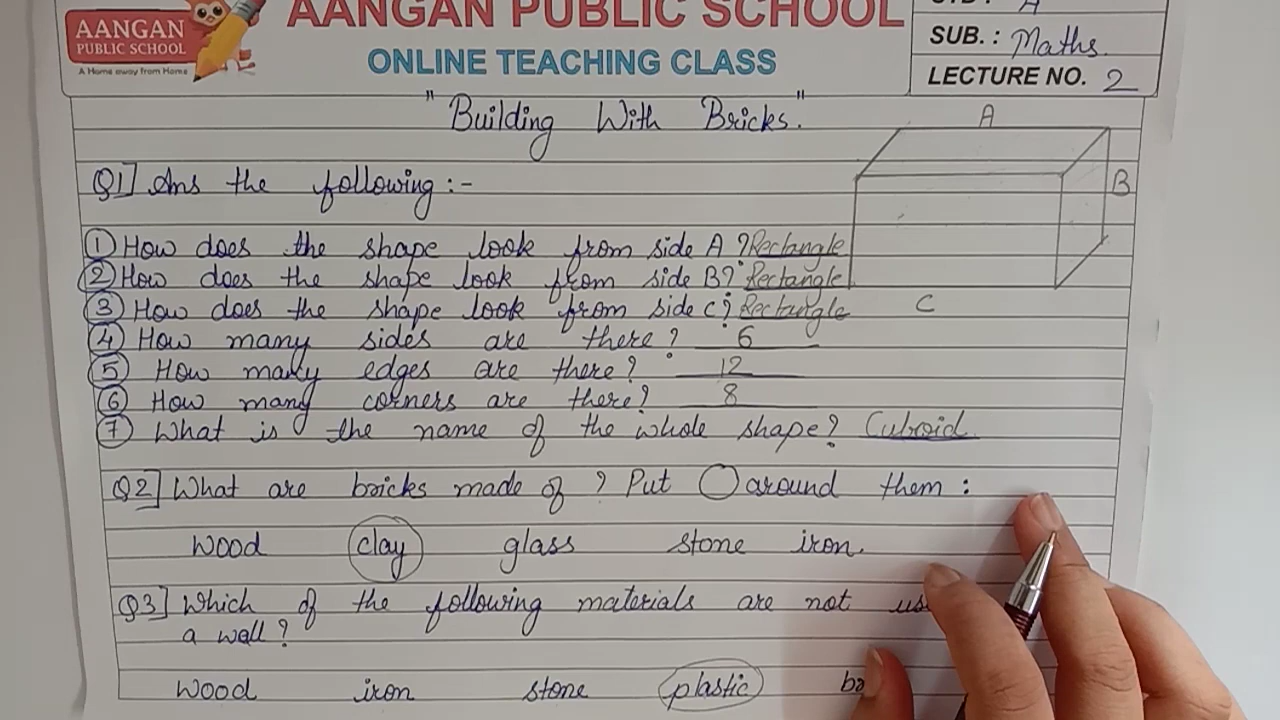 AANGAN
PUBLIC SCHOOL
A Home away from Home
AANGAN PUBLIC SCHOOL
ONLINE TEACHING CLASS
SUB. : Maths.
LECTURE NO. 2
"Building With Bricks."
A
B
C
Q1] Ans the following :-
1 How does the shape look from side A ? Rectangle
2 How does the shape look from side B? Rectangle
3 How does the shape look from side C? Rectangle
4 How many sides are there ? 6
5 How many edges are there? 12
6 How many corners are there? 8
7 What is the name of the whole shape? Cuboid
Q2] What are bricks made of ? Put ◯ around them :
Wood clay glass stone iron.
Q3] Which of the following materials are not
a wall ?
Wood iron stone plastic